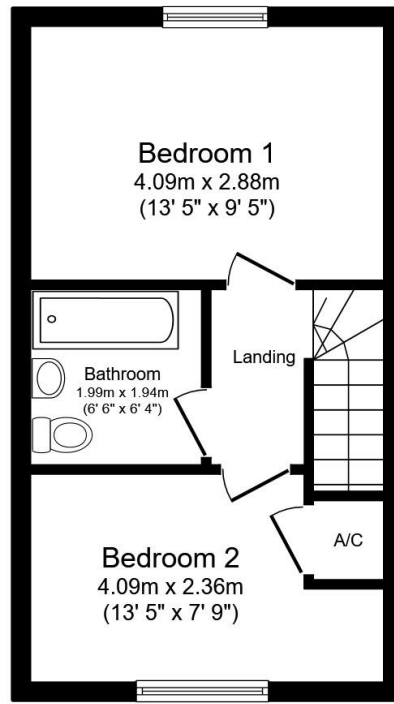 Bedroom 1
4.09m x 2.88m
(13' 5" x 9' 5")
Landing
Bathroom
1.99m x 1.94m
(6' 6" x 6' 4")
A/C
Bedroom 2
4.09m x 2.36m
(13' 5" x 7' 9")